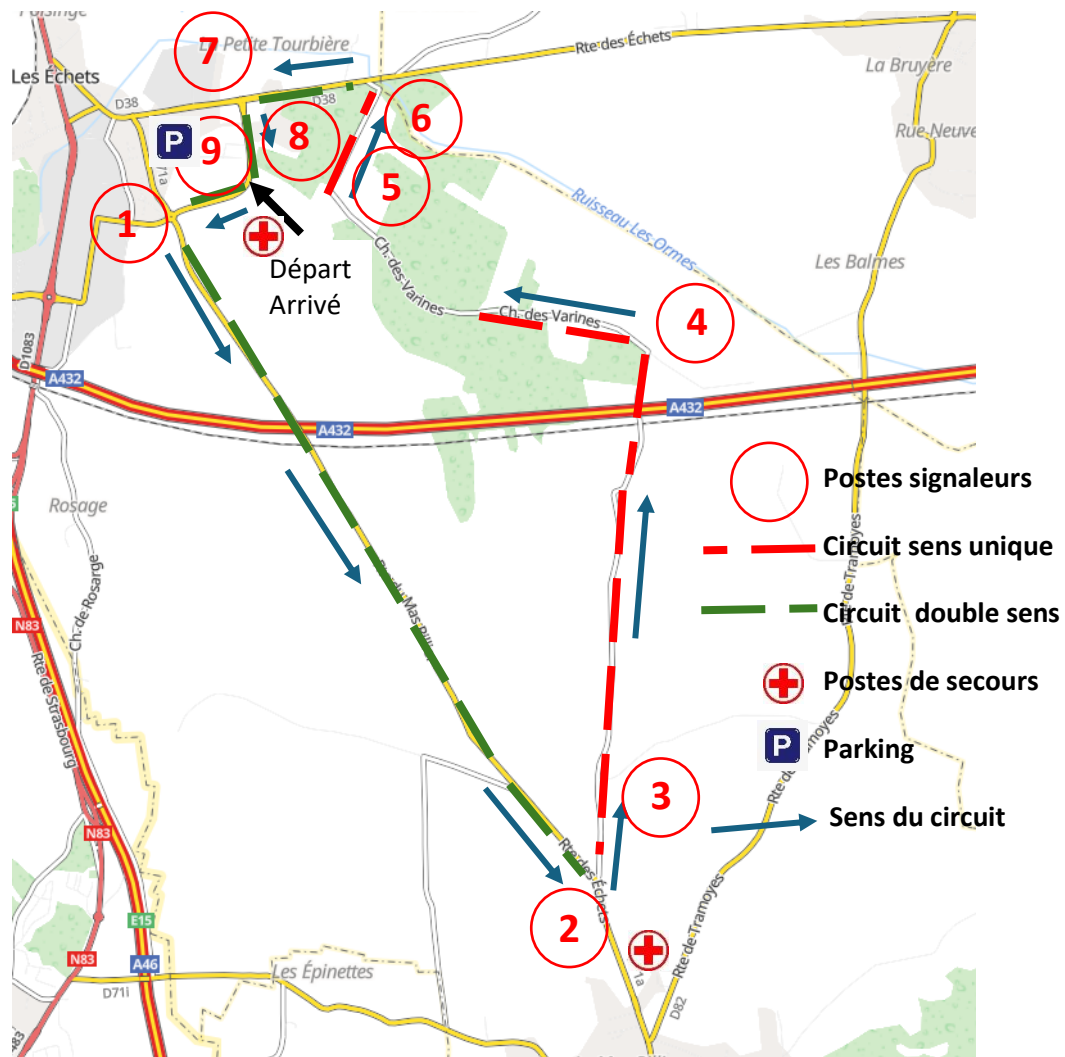 7
La Petite Tourbière
Rte des Échets
Les Échets
La Bruyère
D38
D38
6
P
8
9
Rue Neuve
71a
5
1
Ruisseau Les Ormes
Départ
Arrivé
Ch. des Varines
Les Balmes
Ch. des Varines
4
D1083
A432
A432
A432
Rosage
Postes signaleurs
Circuit sens unique
Rte de Tramoyes
Ch. de Rosarge
N83
Circuit double sens
Rte de Strasbourg
Postes de secours
P
Parking
3
Sens du circuit
N83
Rte des Échets
2
E15
N83
A46
Les Épinettes
Rte de Tramoyes
1a
D71i
D82